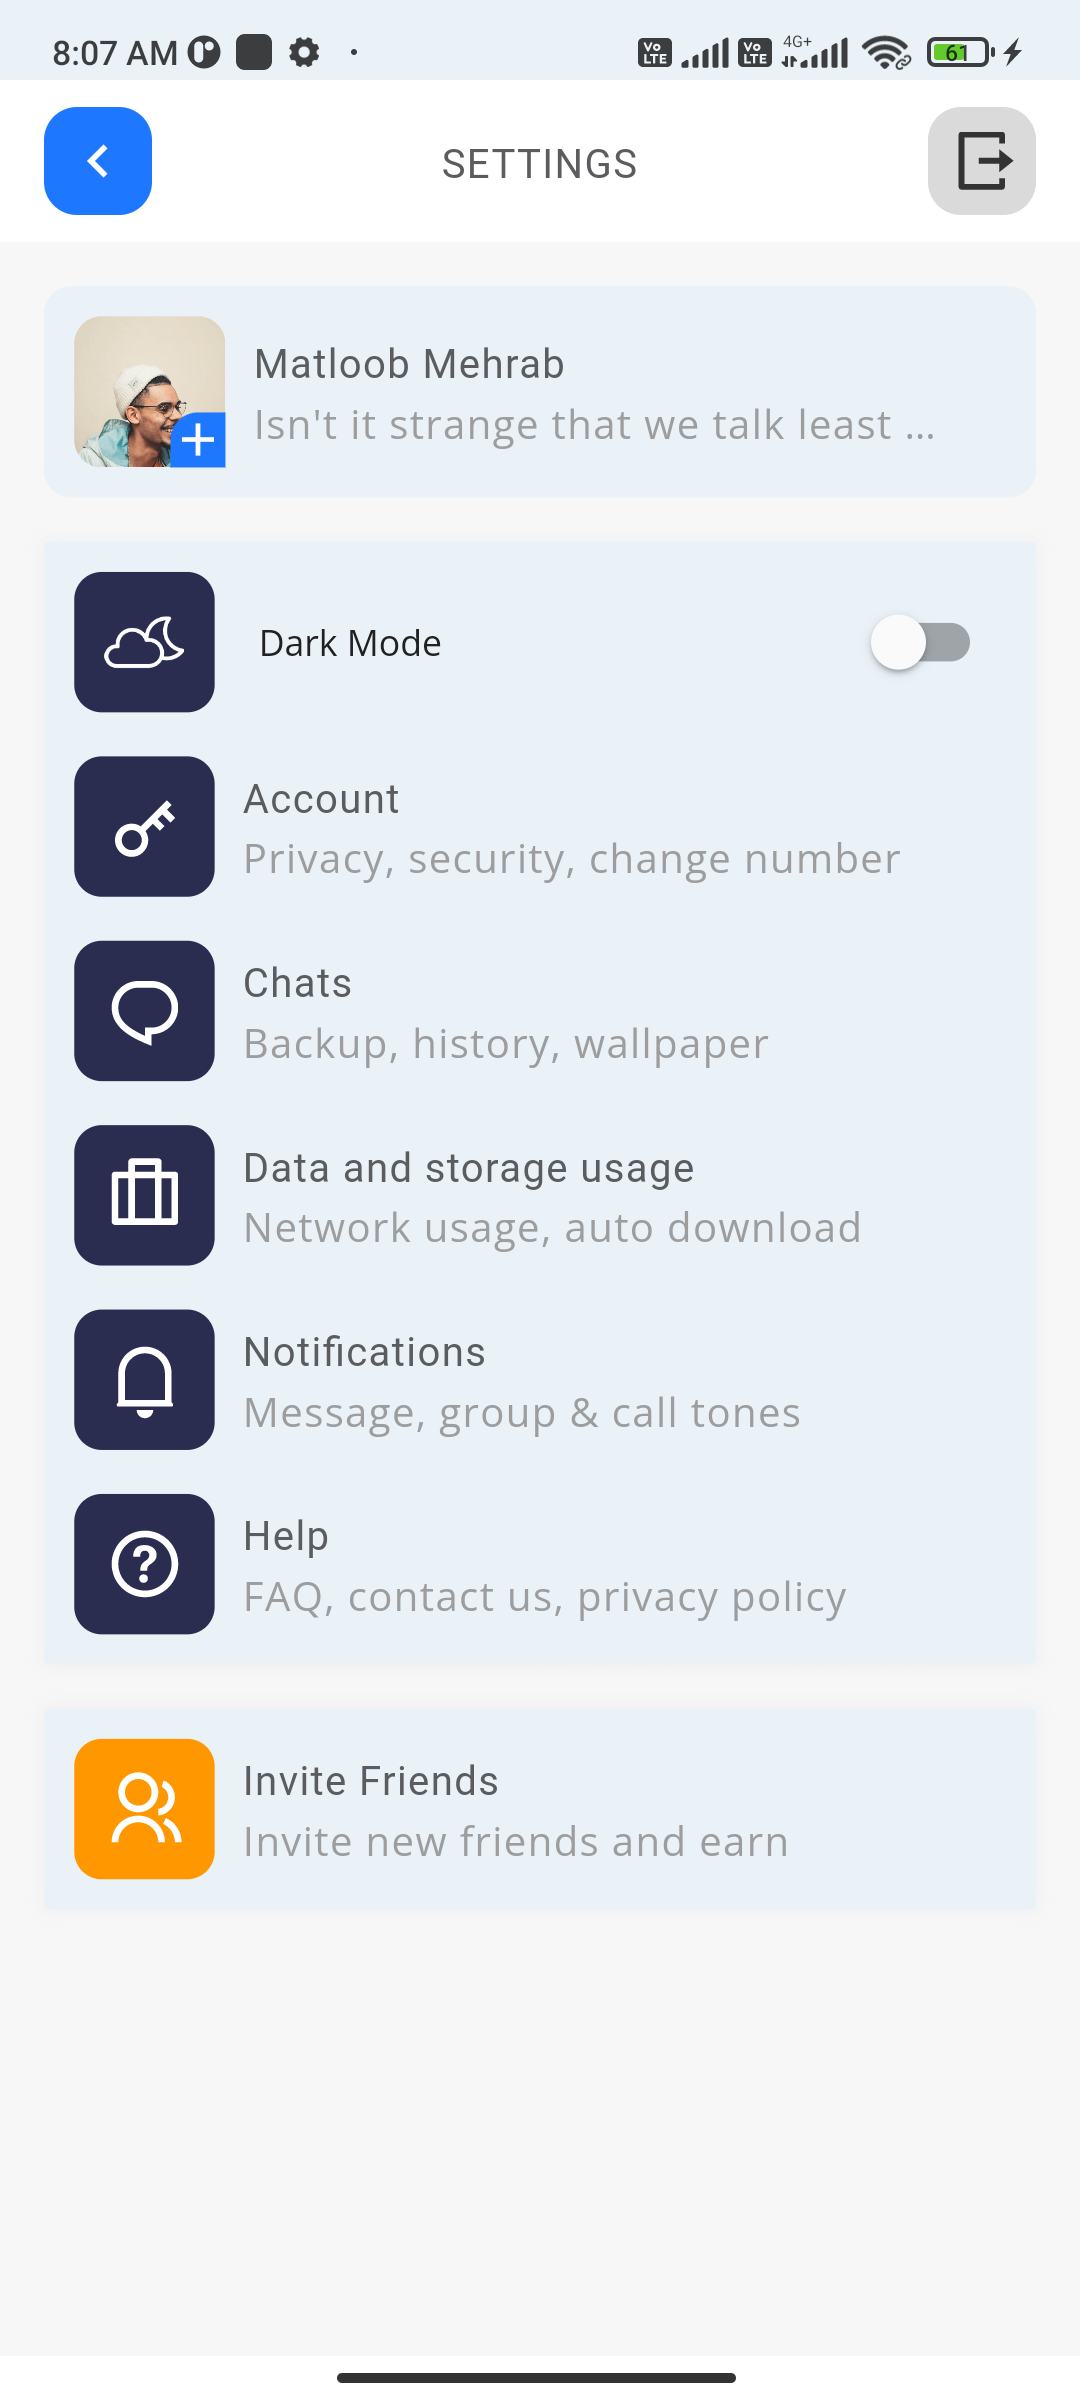 8:07 AM
Vo LTE Vo LTE 4G+ 61
SETTINGS
Matloob Mehrab
Isn't it strange that we talk least ...
Dark Mode
Account
Privacy, security, change number
Chats
Backup, history, wallpaper
Data and storage usage
Network usage, auto download
Notifications
Message, group & call tones
Help
FAQ, contact us, privacy policy
Invite Friends
Invite new friends and earn